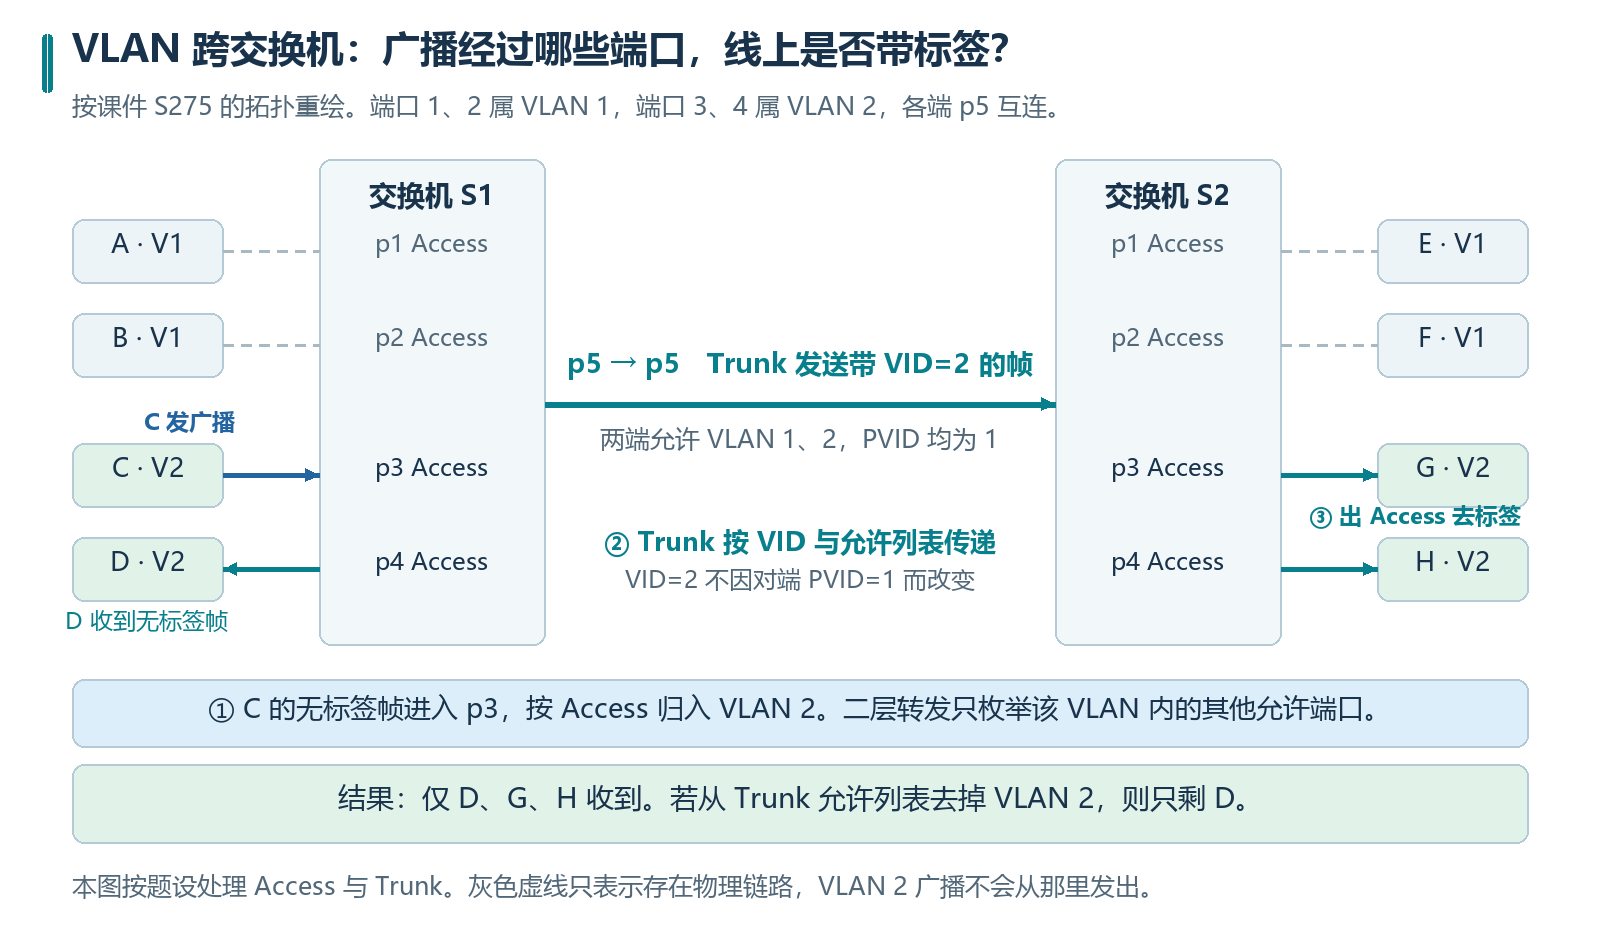 VLAN 跨交换机：广播经过哪些端口，线上是否带标签？
按课件 S275 的拓扑重绘。端口 1、2 属 VLAN 1，端口 3、4 属 VLAN 2，各端 p5 互连。
交换机 S1
交换机 S2
A · V1
p1 Access
p1 Access
E · V1
B · V1
p2 Access
p2 Access
F · V1
p5 → p5 Trunk 发送带 VID=2 的帧
C 发广播
两端允许 VLAN 1、2，PVID 均为 1
C · V2
p3 Access
p3 Access
G · V2
③ 出 Access 去标签
② Trunk 按 VID 与允许列表传递
D · V2
p4 Access
VID=2 不因对端 PVID=1 而改变
p4 Access
H · V2
D 收到无标签帧
① C 的无标签帧进入 p3，按 Access 归入 VLAN 2。二层转发只枚举该 VLAN 内的其他允许端口。
结果：仅 D、G、H 收到。若从 Trunk 允许列表去掉 VLAN 2，则只剩 D。
本图按题设处理 Access 与 Trunk。灰色虚线只表示存在物理链路，VLAN 2 广播不会从那里发出。